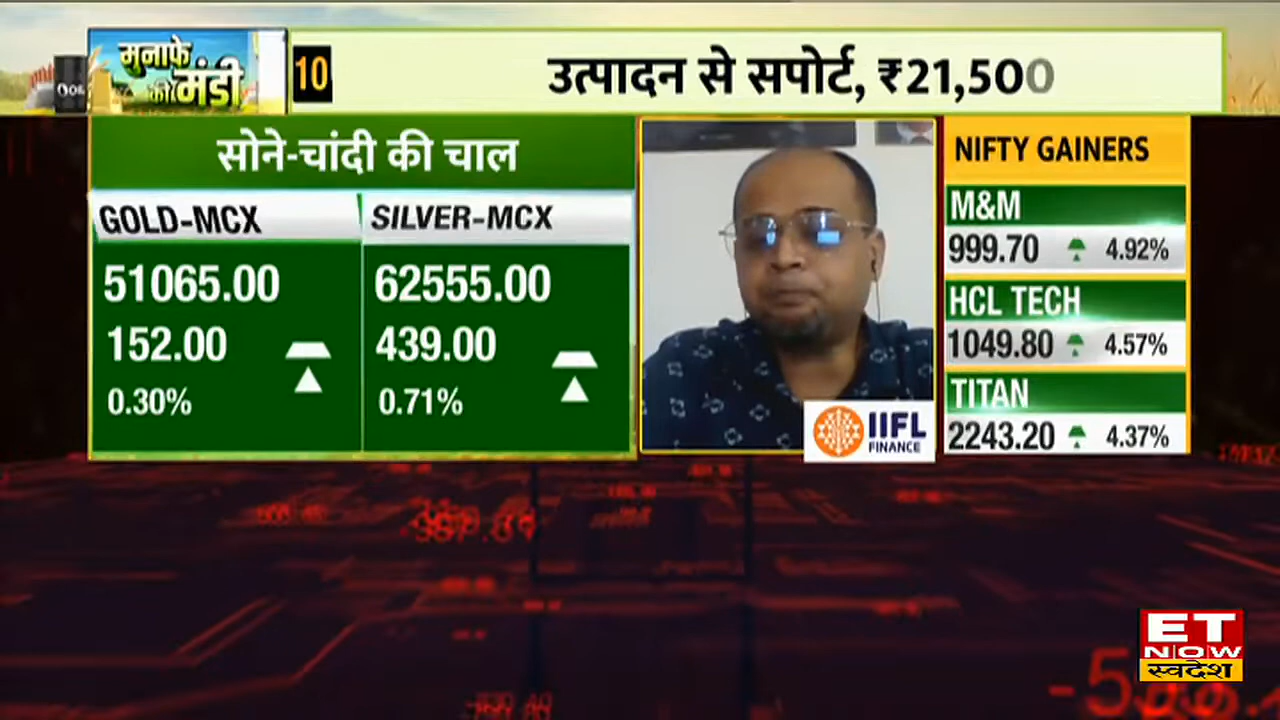 मुनाफे
की मंडी
10
उत्पादन से सपोर्ट, ₹21,500
सोने-चांदी की चाल
GOLD-MCX
51065.00
152.00
0.30%
SILVER-MCX
62555.00
439.00
0.71%
IIFL
FINANCE
NIFTY GAINERS
M&M
999.70 4.92%
HCL TECH
1049.80 4.57%
TITAN
2243.20 4.37%
ET
NOW
स्वदेश